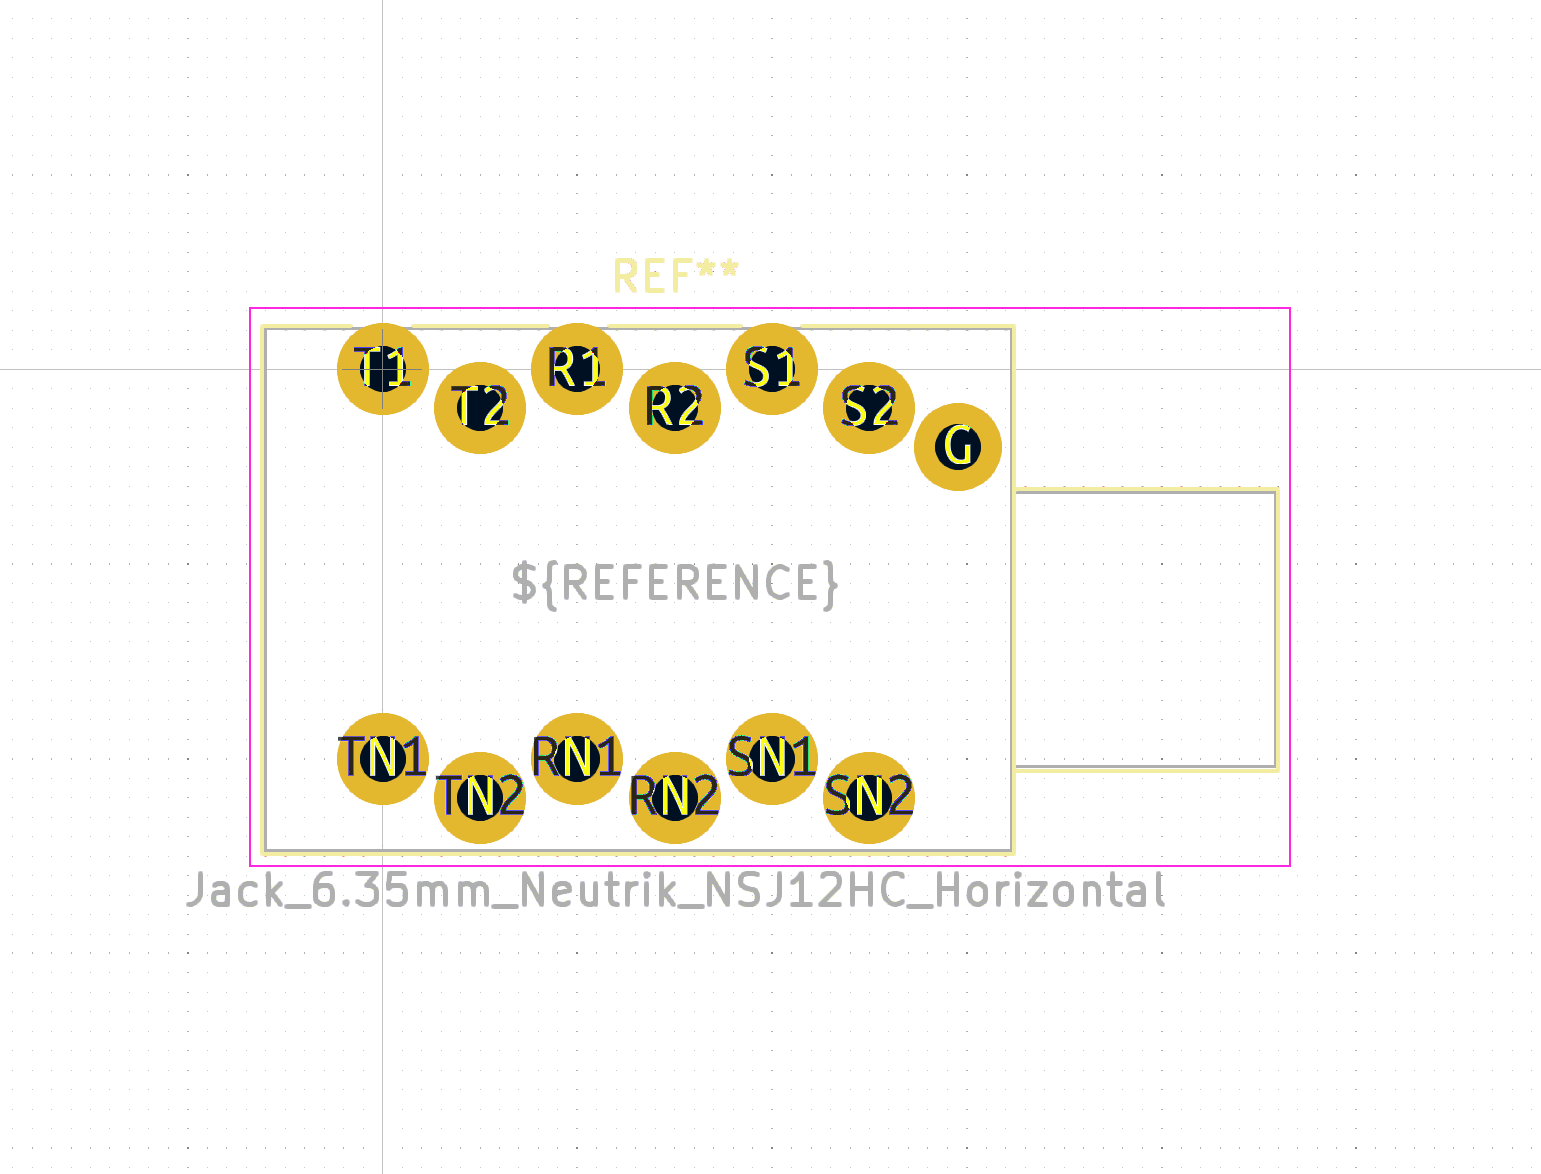 REF**
T1 R1 S1
T2 R2 S2
G
${REFERENCE}
TN1 RN1 SN1
TN2 RN2 SN2
Jack_6.35mm_Neutrik_NSJ12HC_Horizontal